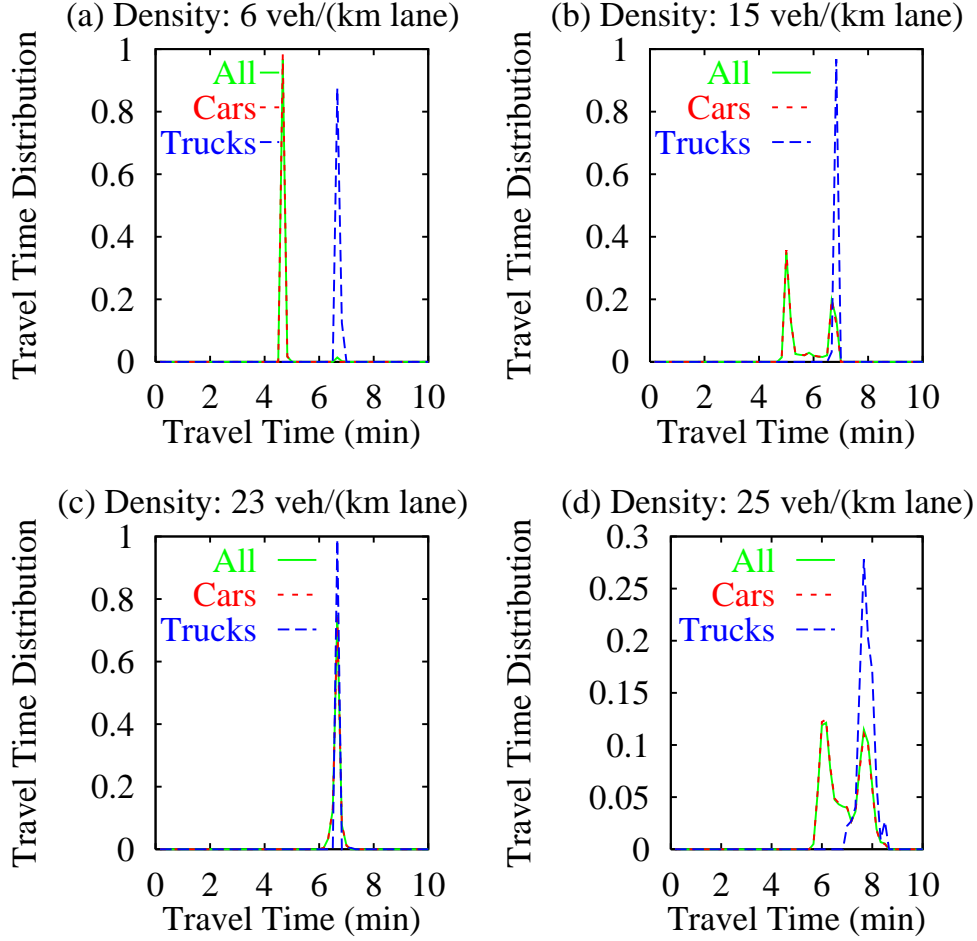 (a) Density: 6 veh/(km lane)
Travel Time Distribution
1
0.8
0.6
0.4
0.2
0
All
Cars
Trucks
0 2 4 6 8 10
Travel Time (min)
(b) Density: 15 veh/(km lane)
Travel Time Distribution
1
0.8
0.6
0.4
0.2
0
All
Cars
Trucks
0 2 4 6 8 10
Travel Time (min)
(c) Density: 23 veh/(km lane)
Travel Time Distribution
1
0.8
0.6
0.4
0.2
0
All
Cars
Trucks
0 2 4 6 8 10
Travel Time (min)
(d) Density: 25 veh/(km lane)
Travel Time Distribution
0.3
0.25
0.2
0.15
0.1
0.05
0
All
Cars
Trucks
0 2 4 6 8 10
Travel Time (min)